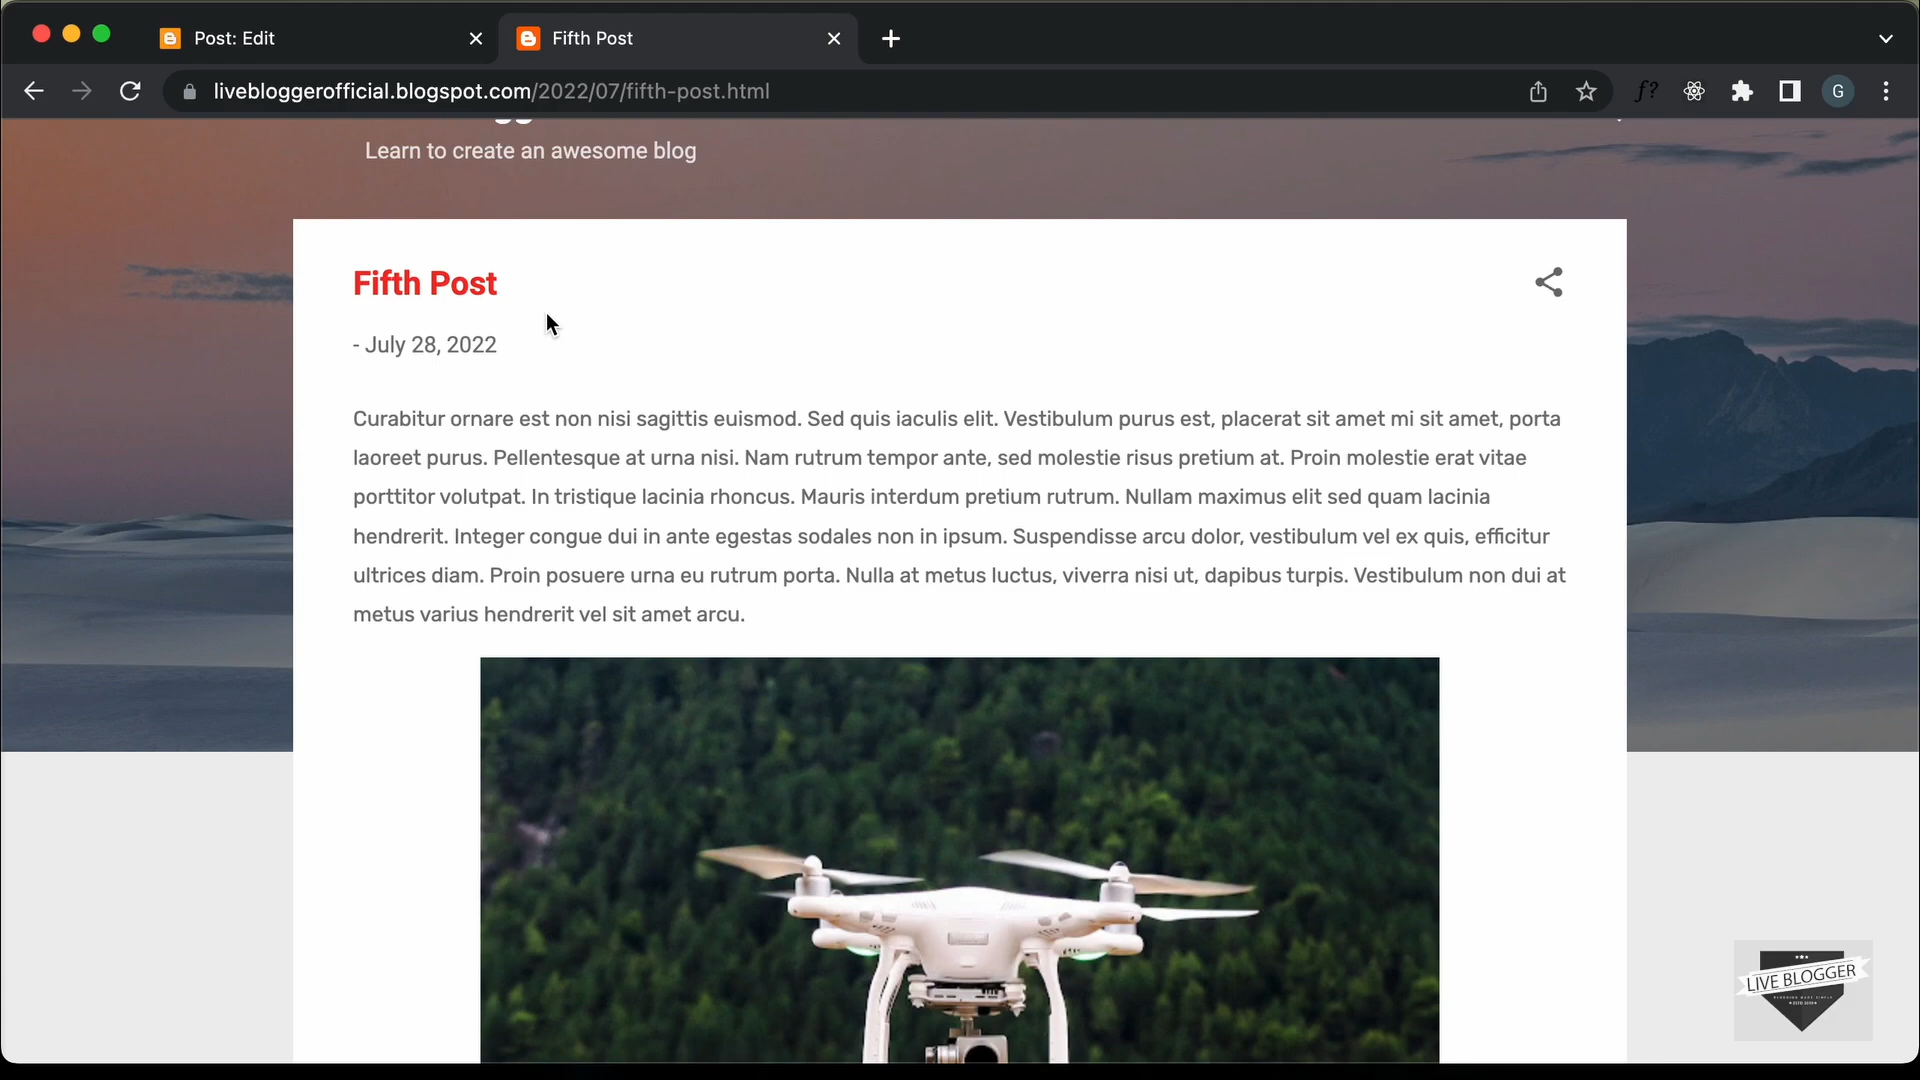 Post: Edit
Fifth Post
livebloggerofficial.blogspot.com/2022/07/fifth-post.html
f?
G
Learn to create an awesome blog
Fifth Post
- July 28, 2022
Curabitur ornare est non nisi sagittis euismod. Sed quis iaculis elit. Vestibulum purus est, placerat sit amet mi sit amet, porta
laoreet purus. Pellentesque at urna nisi. Nam rutrum tempor ante, sed molestie risus pretium at. Proin molestie erat vitae
porttitor volutpat. In tristique lacinia rhoncus. Mauris interdum pretium rutrum. Nullam maximus elit sed quam lacinia
hendrerit. Integer congue dui in ante egestas sodales non in ipsum. Suspendisse arcu dolor, vestibulum vel ex quis, efficitur
ultrices diam. Proin posuere urna eu rutrum porta. Nulla at metus luctus, viverra nisi ut, dapibus turpis. Vestibulum non dui at
metus varius hendrerit vel sit amet arcu.
LIVE BLOGGER